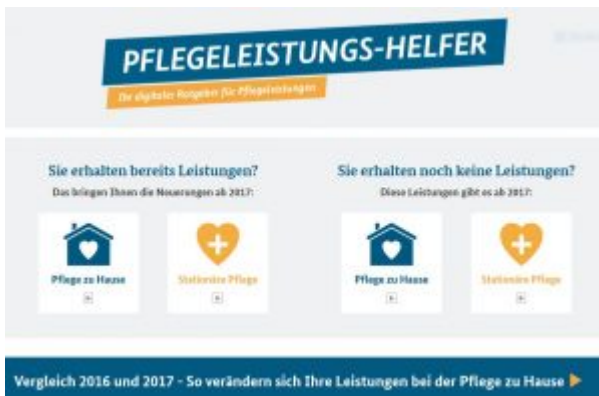 PFLEGELEISTUNGS-HELFER
Ihr digitaler Ratgeber für Pflegeleistungen
Sie erhalten bereits Leistungen?
Das bringen Ihnen die Neuerungen ab 2017:
Pflege zu Hause
Stationäre Pflege
Sie erhalten noch keine Leistungen?
Diese Leistungen gibt es ab 2017:
Pflege zu Hause
Stationäre Pflege
Vergleich 2016 und 2017 - So verändern sich Ihre Leistungen bei der Pflege zu Hause